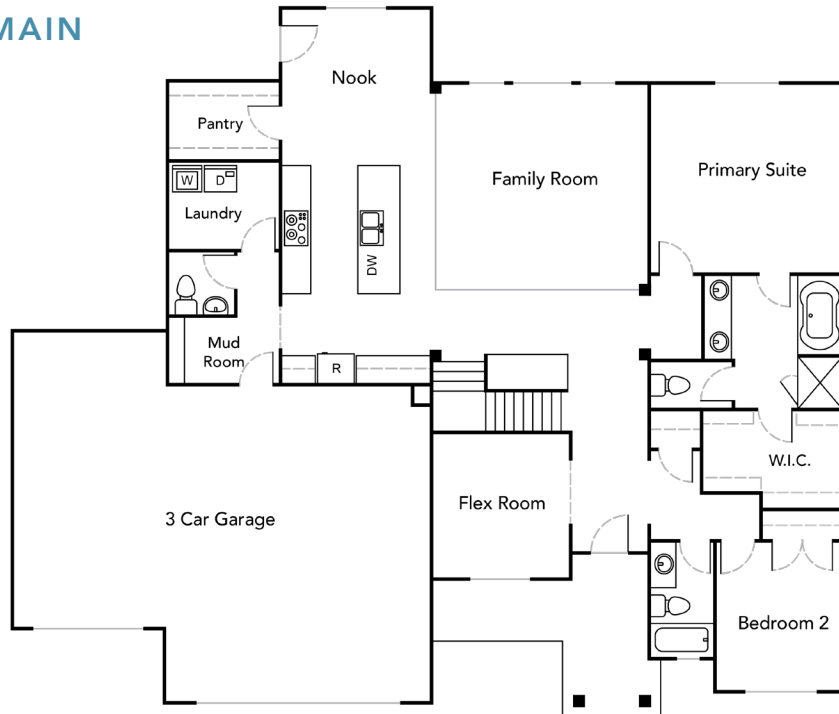 MAIN
Nook
Pantry
Family Room
Primary Suite
W D
Laundry
DW
Mud
Room
R
W.I.C.
Flex Room
3 Car Garage
Bedroom 2